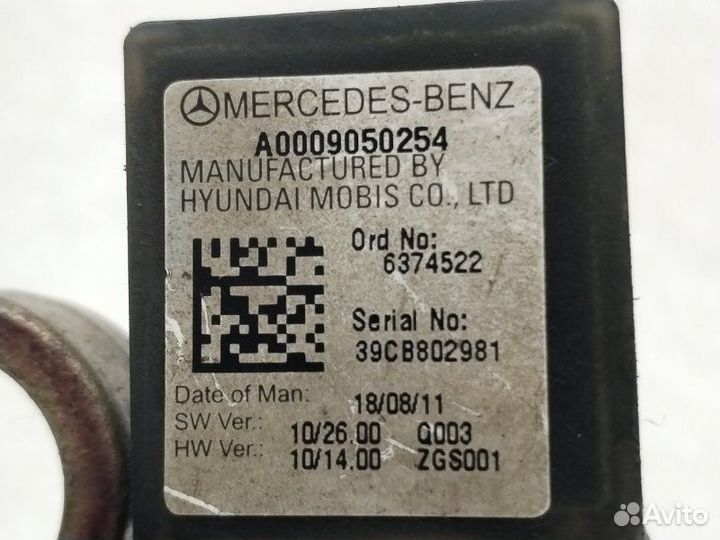 MERCEDES-BENZ
A0009050254
MANUFACTURED BY
HYUNDAI MOBIS CO., LTD
Ord No:
6374522
Serial No:
39CB802981
Date of Man: 18/08/11
SW Ver.: 10/26.00 Q003
HW Ver.: 10/14.00 ZGS001
Avito